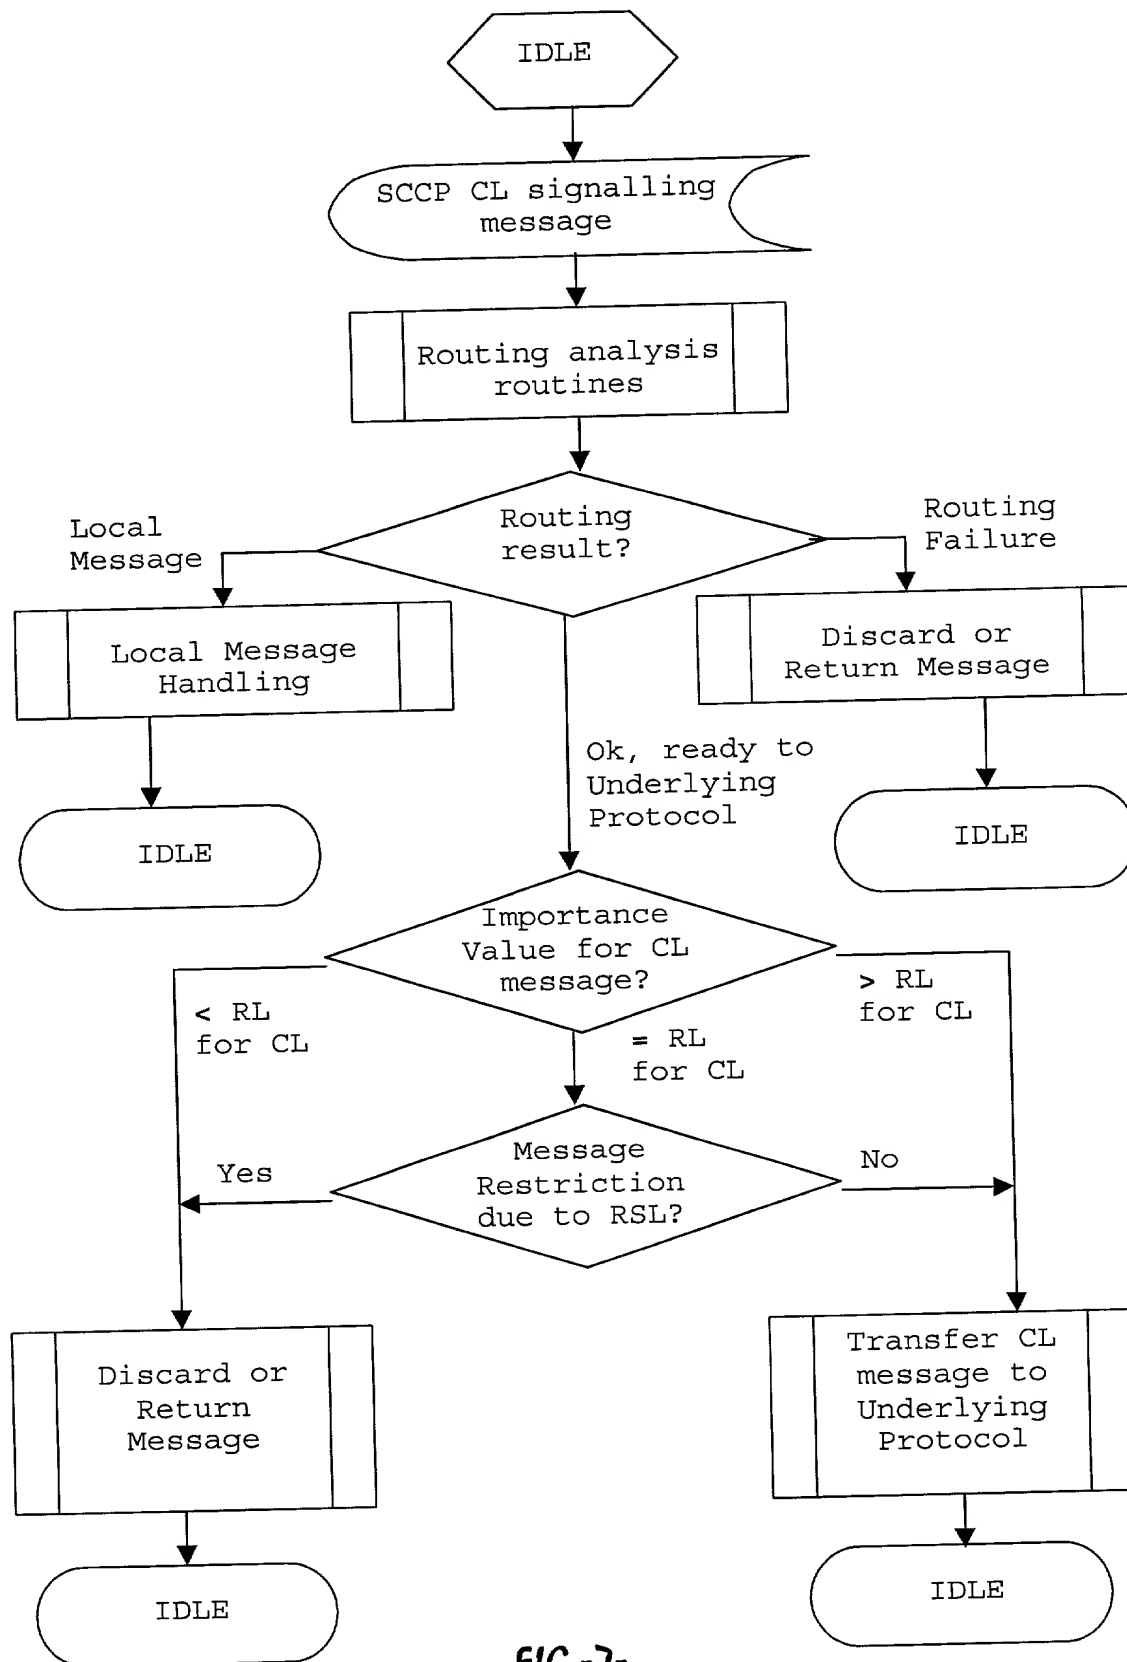 IDLE
SCCP CL signalling
message
Routing analysis
routines
Routing
result?
Local
Message
Routing
Failure
Local Message
Handling
Discard or
Return Message
Ok, ready to
Underlying
Protocol
IDLE
IDLE
Importance
Value for CL
message?
< RL
for CL
= RL
for CL
> RL
for CL
Message
Restriction
due to RSL?
Yes
No
Discard or
Return
Message
Transfer CL
message to
Underlying
Protocol
IDLE
IDLE